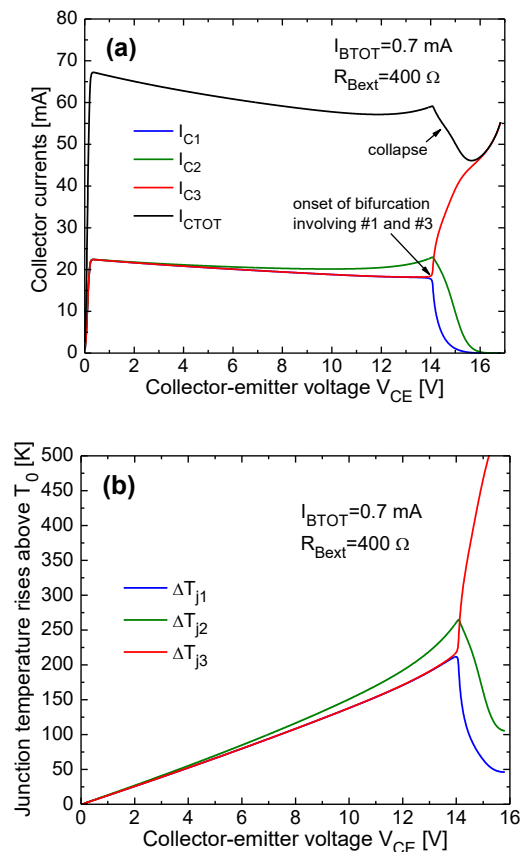 (a)
I_BTOT=0.7 mA
R_Bext=400 Ω
I_C1
I_C2
I_C3
I_CTOT
collapse
onset of bifurcation
involving #1 and #3
Collector currents [mA]
80
70
60
50
40
30
20
10
0
0 2 4 6 8 10 12 14 16
Collector-emitter voltage V_CE [V]
(b)
I_BTOT=0.7 mA
R_Bext=400 Ω
ΔT_j1
ΔT_j2
ΔT_j3
Junction temperature rises above T_0 [K]
500
450
400
350
300
250
200
150
100
50
0
0 2 4 6 8 10 12 14 16
Collector-emitter voltage V_CE [V]